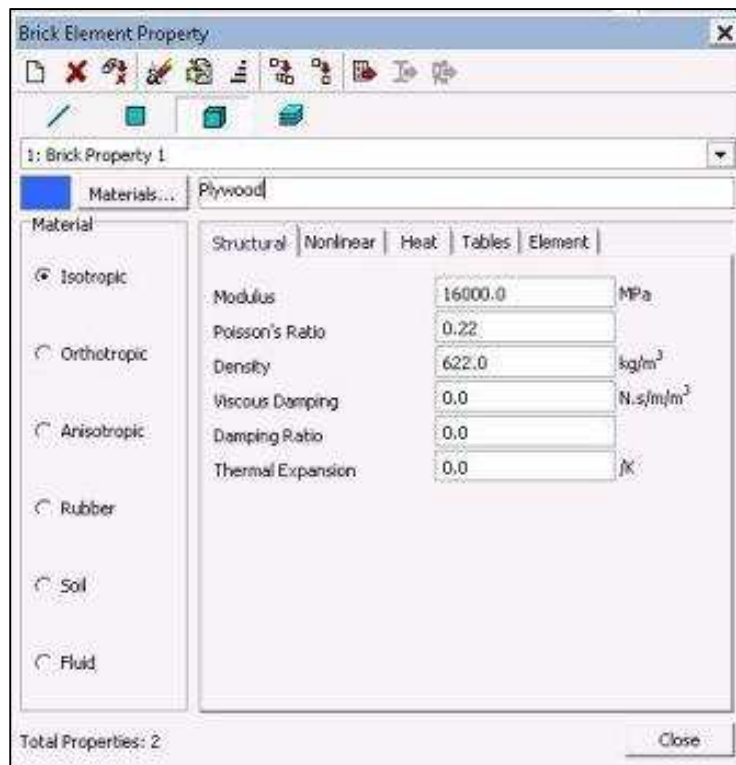 Brick Element Property
1: Brick Property 1
Materials... Plywood
Material
Structural Nonlinear Heat Tables Element
Isotropic
Orthotropic
Anisotropic
Rubber
Soil
Fluid
Modulus 16000.0 MPa
Poisson's Ratio 0.22
Density 622.0 kg/m³
Viscous Damping 0.0 N.s/m/m³
Damping Ratio 0.0
Thermal Expansion 0.0 /K
Total Properties: 2 Close